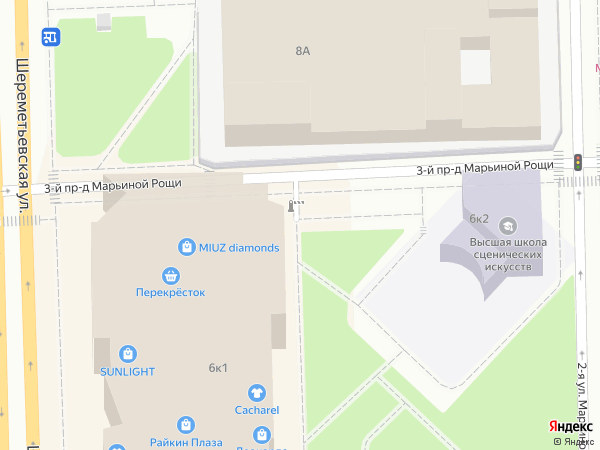 8А
Шереметьевская ул.
3-й пр-д Марьиной Рощи
3-й пр-д Марьиной Рощи
6к2
Высшая школа
сценических
искусств
MIUZ diamonds
Перекрёсток
SUNLIGHT
6к1
Cacharel
Райкин Плаза
2-я ул.
Яндекс
© Яндекс